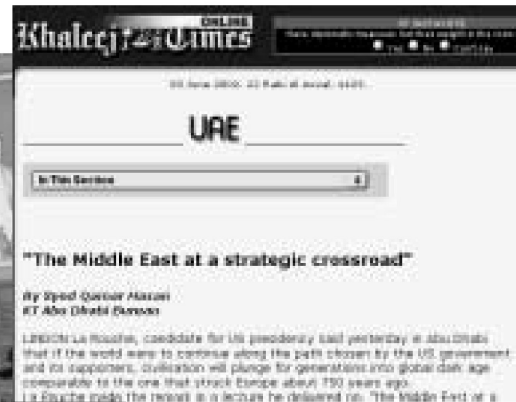 Khaleej Times
ONLINE
UAE
In This Section
"The Middle East at a strategic crossroad"
By Syed Qamar Hasan
KT Abu Dhabi Bureau
candidate for US presidency said yesterday in Abu Dhabi
that if the world were to continue along the path chosen by the US government
and its supporters, civilisation will plunge for generations into global dark age
comparable to the one that struck Europe about 750 years ago.
La Rouche made the remark in a lecture he delivered on, "The Middle East at a